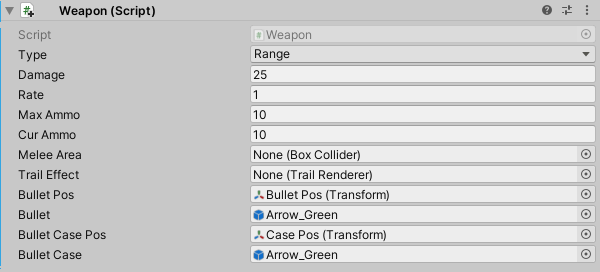 Weapon (Script)
Script Weapon
Type Range
Damage 25
Rate 1
Max Ammo 10
Cur Ammo 10
Melee Area None (Box Collider)
Trail Effect None (Trail Renderer)
Bullet Pos Bullet Pos (Transform)
Bullet Arrow_Green
Bullet Case Pos Case Pos (Transform)
Bullet Case Arrow_Green